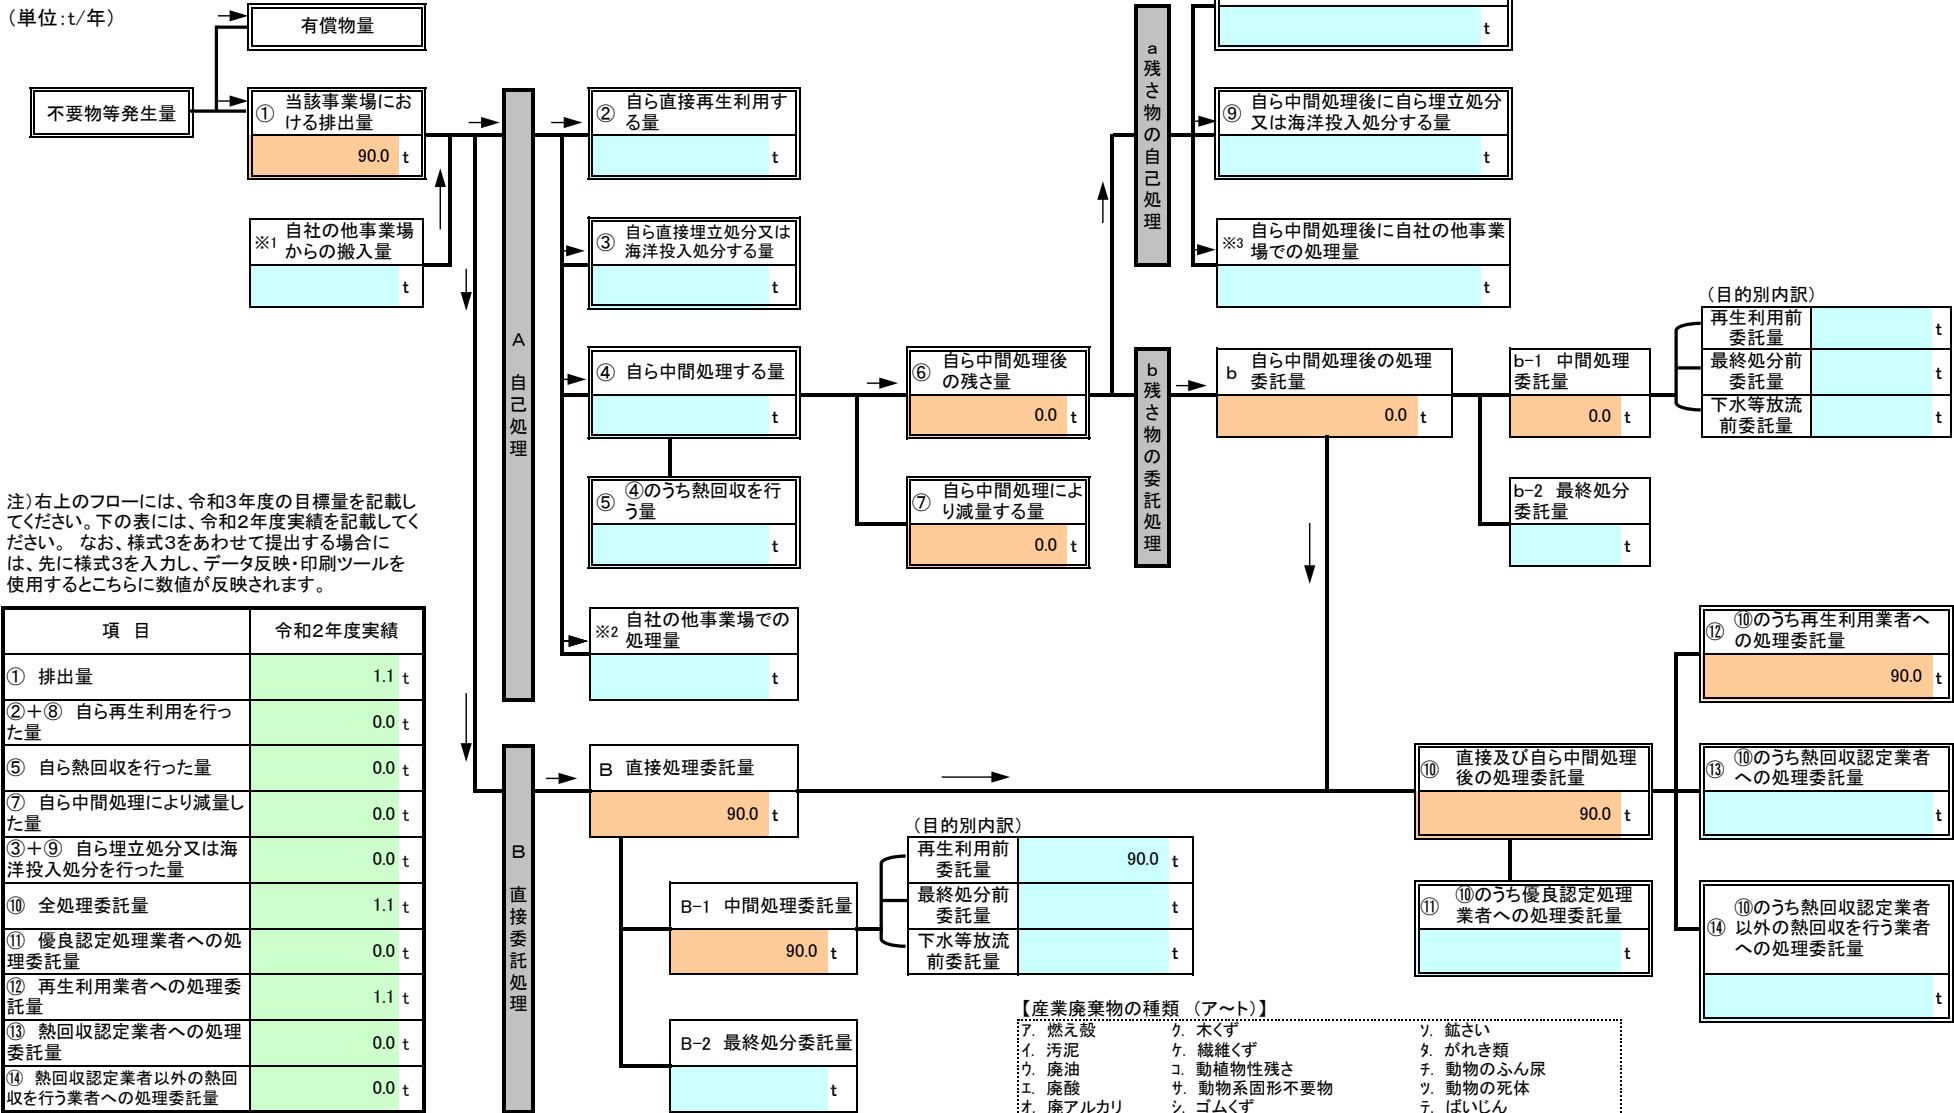 (単位:t/年)
有償物量
不要物等発生量
① 当該事業場にお
ける排出量
90.0 t
※1 自社の他事業場
からの搬入量
t
A 自己処理
② 自ら直接再生利用す
る量
t
③ 自ら直接埋立処分又は
海洋投入処分する量
t
④ 自ら中間処理する量
t
⑤ ④のうち熱回収を行
う量
t
※2 自社の他事業場での
処理量
t
⑥ 自ら中間処理後
の残さ量
0.0 t
⑦ 自ら中間処理によ
り減量する量
0.0 t
a残さ物の自己処理
t
⑨ 自ら中間処理後に自ら埋立処分
又は海洋投入処分する量
t
※3 自ら中間処理後に自社の他事業
場での処理量
t
b残さ物の委託処理
b 自ら中間処理後の処理
委託量
0.0 t
b-1 中間処理
委託量
0.0 t
(目的別内訳)
再生利用前
委託量
t
最終処分前
委託量
t
下水等放流
前委託量
t
b-2 最終処分
委託量
t
注)右上のフローには、令和3年度の目標量を記載し
てください。下の表には、令和2年度実績を記載してく
ださい。 なお、様式3をあわせて提出する場合に
は、先に様式3を入力し、データ反映・印刷ツールを
使用するとこちらに数値が反映されます。
項 目 令和2年度実績
① 排出量 1.1 t
②+⑧ 自ら再生利用を行っ
た量 0.0 t
⑤ 自ら熱回収を行った量 0.0 t
⑦ 自ら中間処理により減量し
た量 0.0 t
③+⑨ 自ら埋立処分又は海
洋投入処分を行った量 0.0 t
⑩ 全処理委託量 1.1 t
⑪ 優良認定処理業者への処
理委託量 0.0 t
⑫ 再生利用業者への処理委
託量 1.1 t
⑬ 熱回収認定業者への処理
委託量 0.0 t
⑭ 熱回収認定業者以外の熱回
収を行う業者への処理委託量 0.0 t
B 直接委託処理
B 直接処理委託量
90.0 t
B-1 中間処理委託量
90.0 t
(目的別内訳)
再生利用前
委託量
90.0 t
最終処分前
委託量
t
下水等放流
前委託量
t
B-2 最終処分委託量
t
⑩ 直接及び自ら中間処理
後の処理委託量
90.0 t
⑪ ⑩のうち優良認定処理
業者への処理委託量
t
⑫ ⑩のうち再生利用業者へ
の処理委託量
90.0 t
⑬ ⑩のうち熱回収認定業者
への処理委託量
t
⑭ ⑩のうち熱回収認定業者
以外の熱回収を行う業者
への処理委託量
t
【産業廃棄物の種類 (ア~ト)】
ア. 燃え殻 ク. 木くず ソ. 鉱さい
イ. 汚泥 ケ. 繊維くず タ. がれき類
ウ. 廃油 コ. 動植物性残さ チ. 動物のふん尿
エ. 廃酸 サ. 動物系固形不要物 ツ. 動物の死体
オ. 廃アルカリ シ. ゴムくず テ. ばいじん